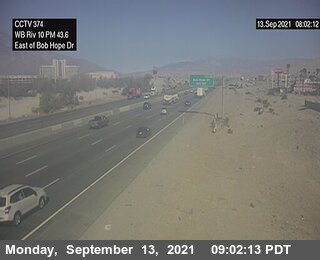 CCTV 374
WB Riv 10 PM 43.6
East of Bob Hope Dr
13.Sep 2021 08:02:12
Monday, September 13, 2021 09:02:13 PDT